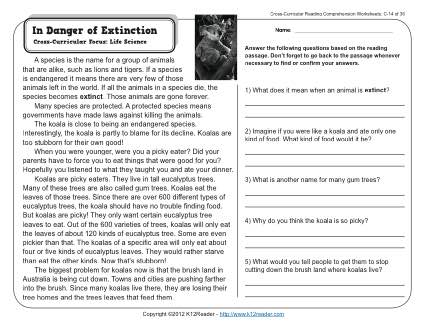 Cross-Curricular Reading Comprehension Worksheets: C-14 of 36
In Danger of Extinction
Cross-Curricular Focus: Life Science
A species is the name for a group of animals
that are alike, such as lions and tigers. If a species
is endangered it means there are very few of those
animals left in the world. If all the animals in a species die, the
species becomes extinct. Those animals are gone forever.
Many species are protected. A protected species means
governments have made laws against killing the animals.
The koala is close to being an endangered species.
Interestingly, the koala is partly to blame for its decline. Koalas are
too stubborn for their own good!
When you were younger, were you a picky eater? Did your
parents have to force you to eat things that were good for you?
Hopefully you listened to what they taught you and ate your dinner.
Koalas are picky eaters. They live in tall eucalyptus trees.
Many of these trees are also called gum trees. Koalas eat the
leaves of those trees. Since there are over 600 different types of
eucalyptus trees, the koala should have no trouble finding food.
But koalas are picky! They only want certain eucalyptus tree
leaves to eat. Out of the 600 varieties of trees, koalas will only eat
the leaves of about 120 kinds of eucalyptus tree. Some are even
pickier than that. The koalas of a specific area will only eat about
four or five kinds of eucalyptus leaves. They would rather starve
than eat the other kinds. Now that's stubborn!
The biggest problem for koalas now is that the brush land in
Australia is being cut down. Towns and cities are pushing farther
into the brush. Since many koalas live there, they are losing their
tree homes and the trees leaves that feed them.
Name:
Answer the following questions based on the reading
passage. Don't forget to go back to the passage whenever
necessary to find or confirm your answers.
1) What does it mean when an animal is extinct?
2) Imagine if you were like a koala and ate only one
kind of food. What kind of food would it be?
3) What is another name for many gum trees?
4) Why do you think the koala is so picky?
5) What would you tell people to get them to stop
cutting down the brush land where koalas live?
Copyright ©2012 K12Reader - http://www.k12reader.com